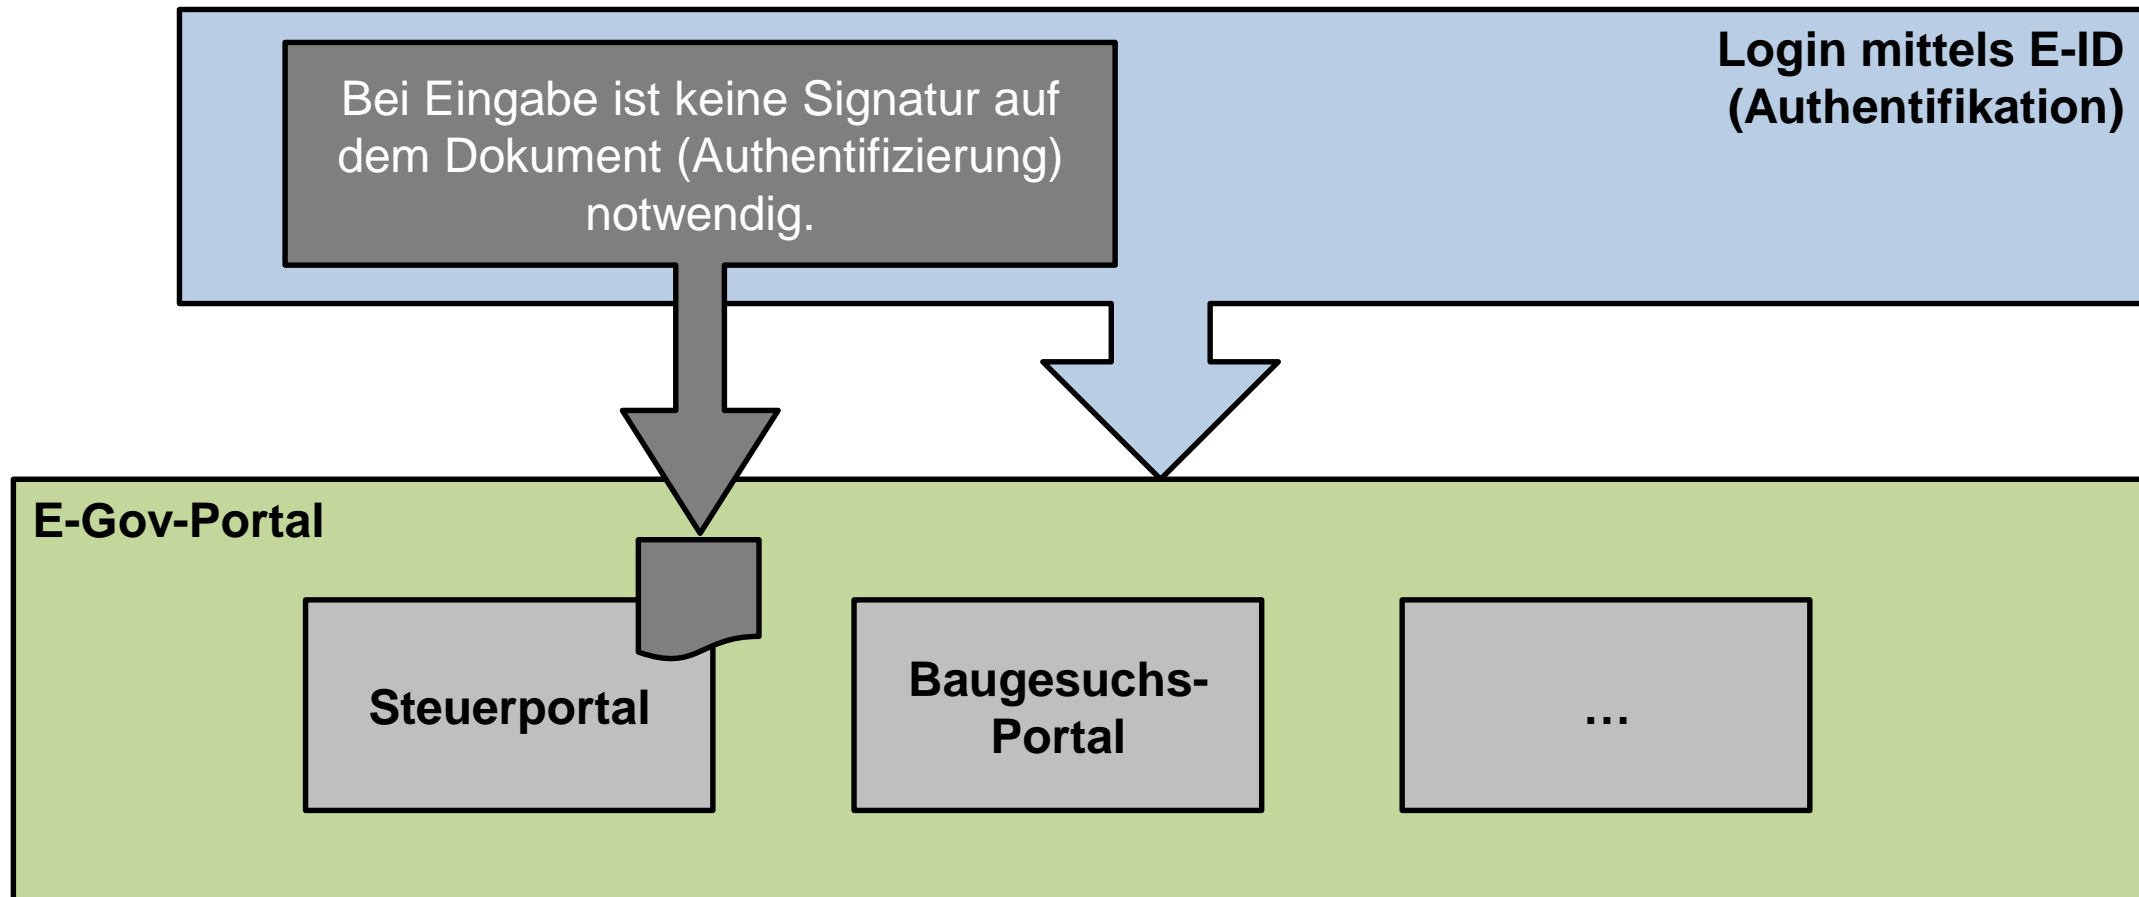 Login mittels E-ID
(Authentifikation)
Bei Eingabe ist keine Signatur auf
dem Dokument (Authentifizierung)
notwendig.
E-Gov-Portal
Steuerportal
Baugesuchs-
Portal
...